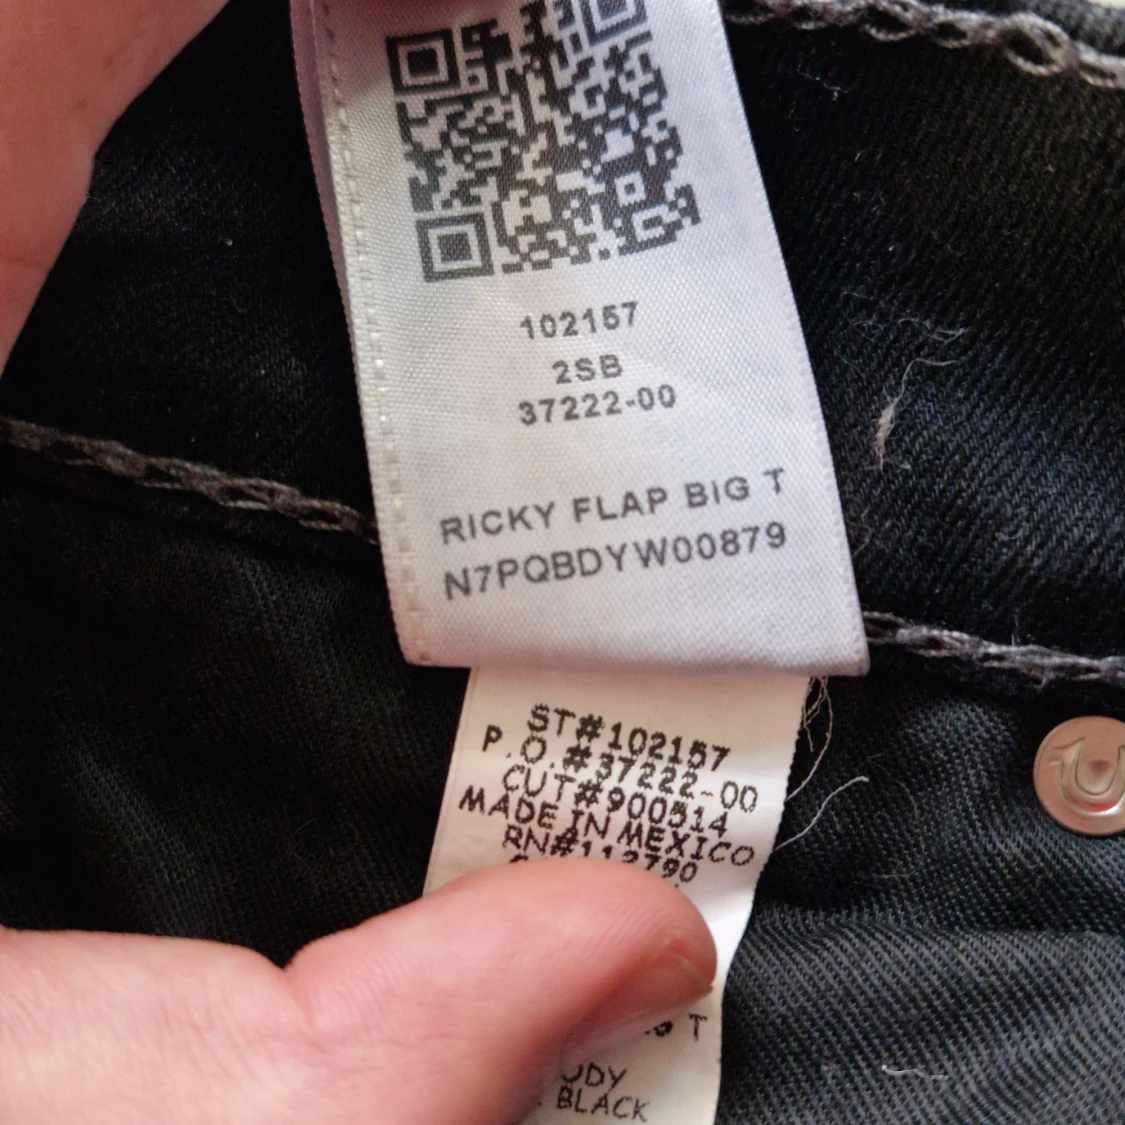 102157
2SB
37222-00
RICKY FLAP BIG T
N7PQBDYW00879
ST#102157
P.O.#37222-00
CUT#900514
MADE IN MEXICO
RN#112790
T
BLACK
U